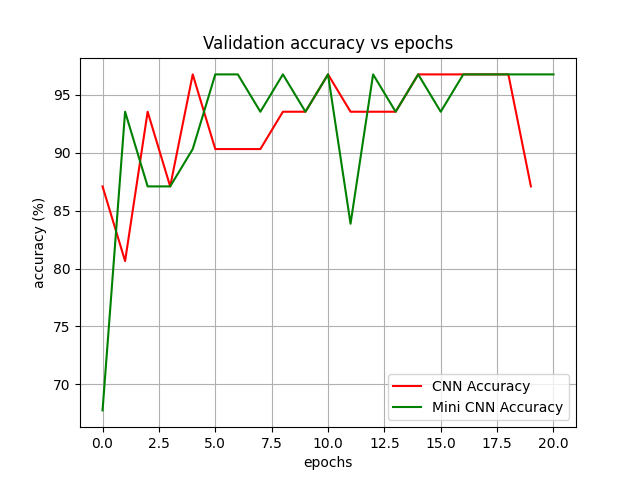 Validation accuracy vs epochs
accuracy (%)
95
90
85
80
75
70
CNN Accuracy
Mini CNN Accuracy
0.0 2.5 5.0 7.5 10.0 12.5 15.0 17.5 20.0
epochs